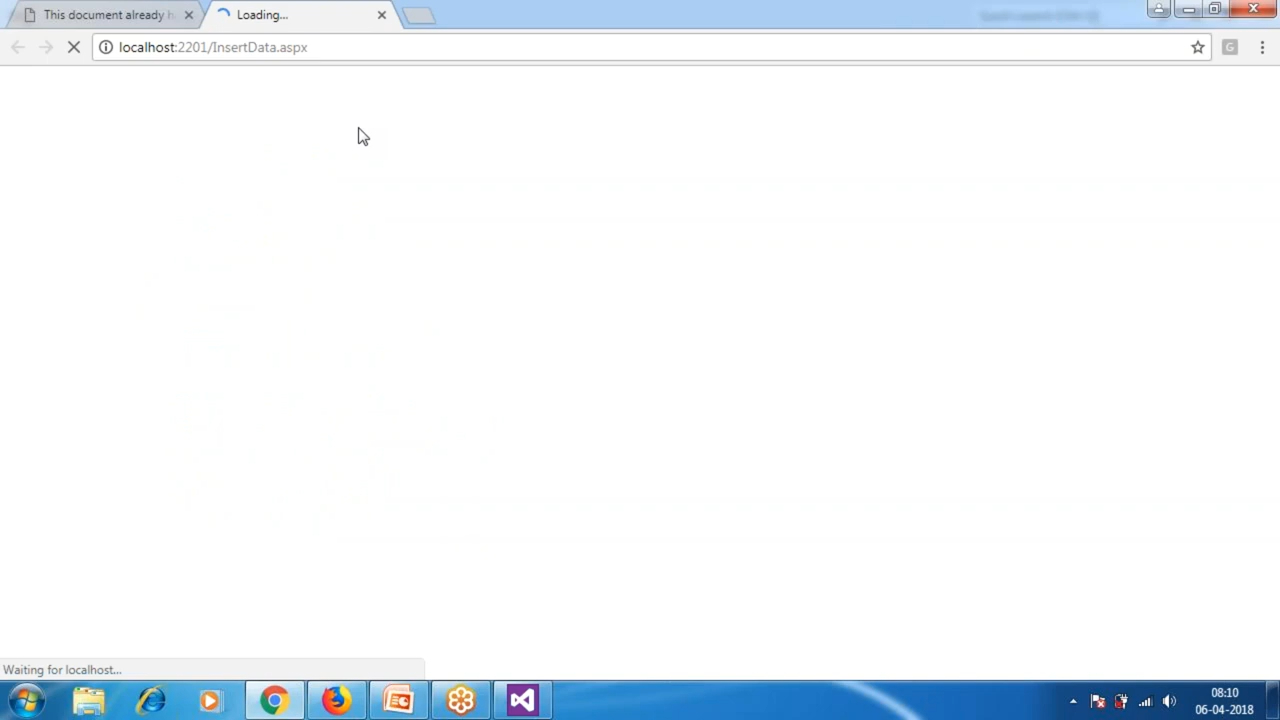 This document already h
Loading...
localhost:2201/InsertData.aspx
G
Waiting for localhost...
08:10
06-04-2018